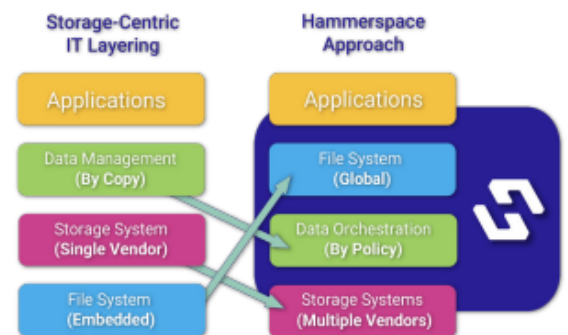 Storage-Centric
IT Layering
Applications
Data Management
(By Copy)
Storage System
(Single Vendor)
File System
(Embedded)
Hammerspace
Approach
Applications
File System
(Global)
Data Orchestration
(By Policy)
Storage Systems
(Multiple Vendors)